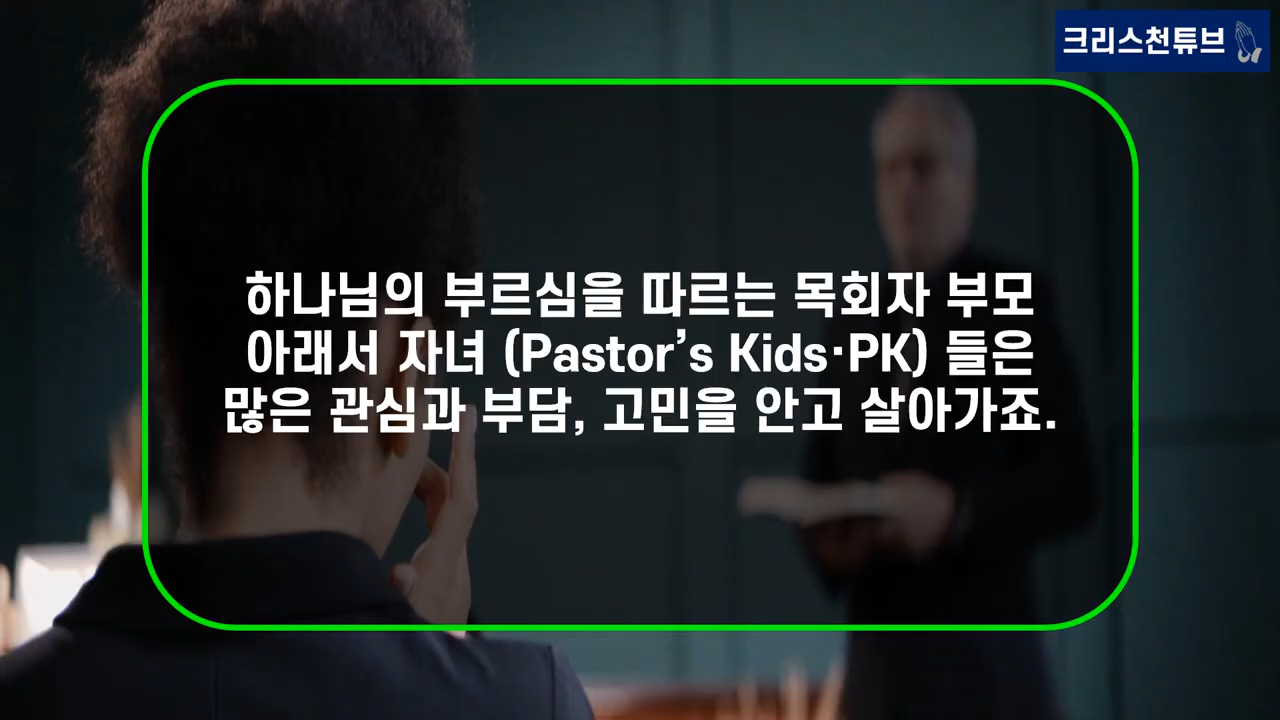 크리스천튜브
하나님의 부르심을 따르는 목회자 부모
아래서 자녀 (Pastor’s Kids·PK) 들은
많은 관심과 부담, 고민을 안고 살아가죠.